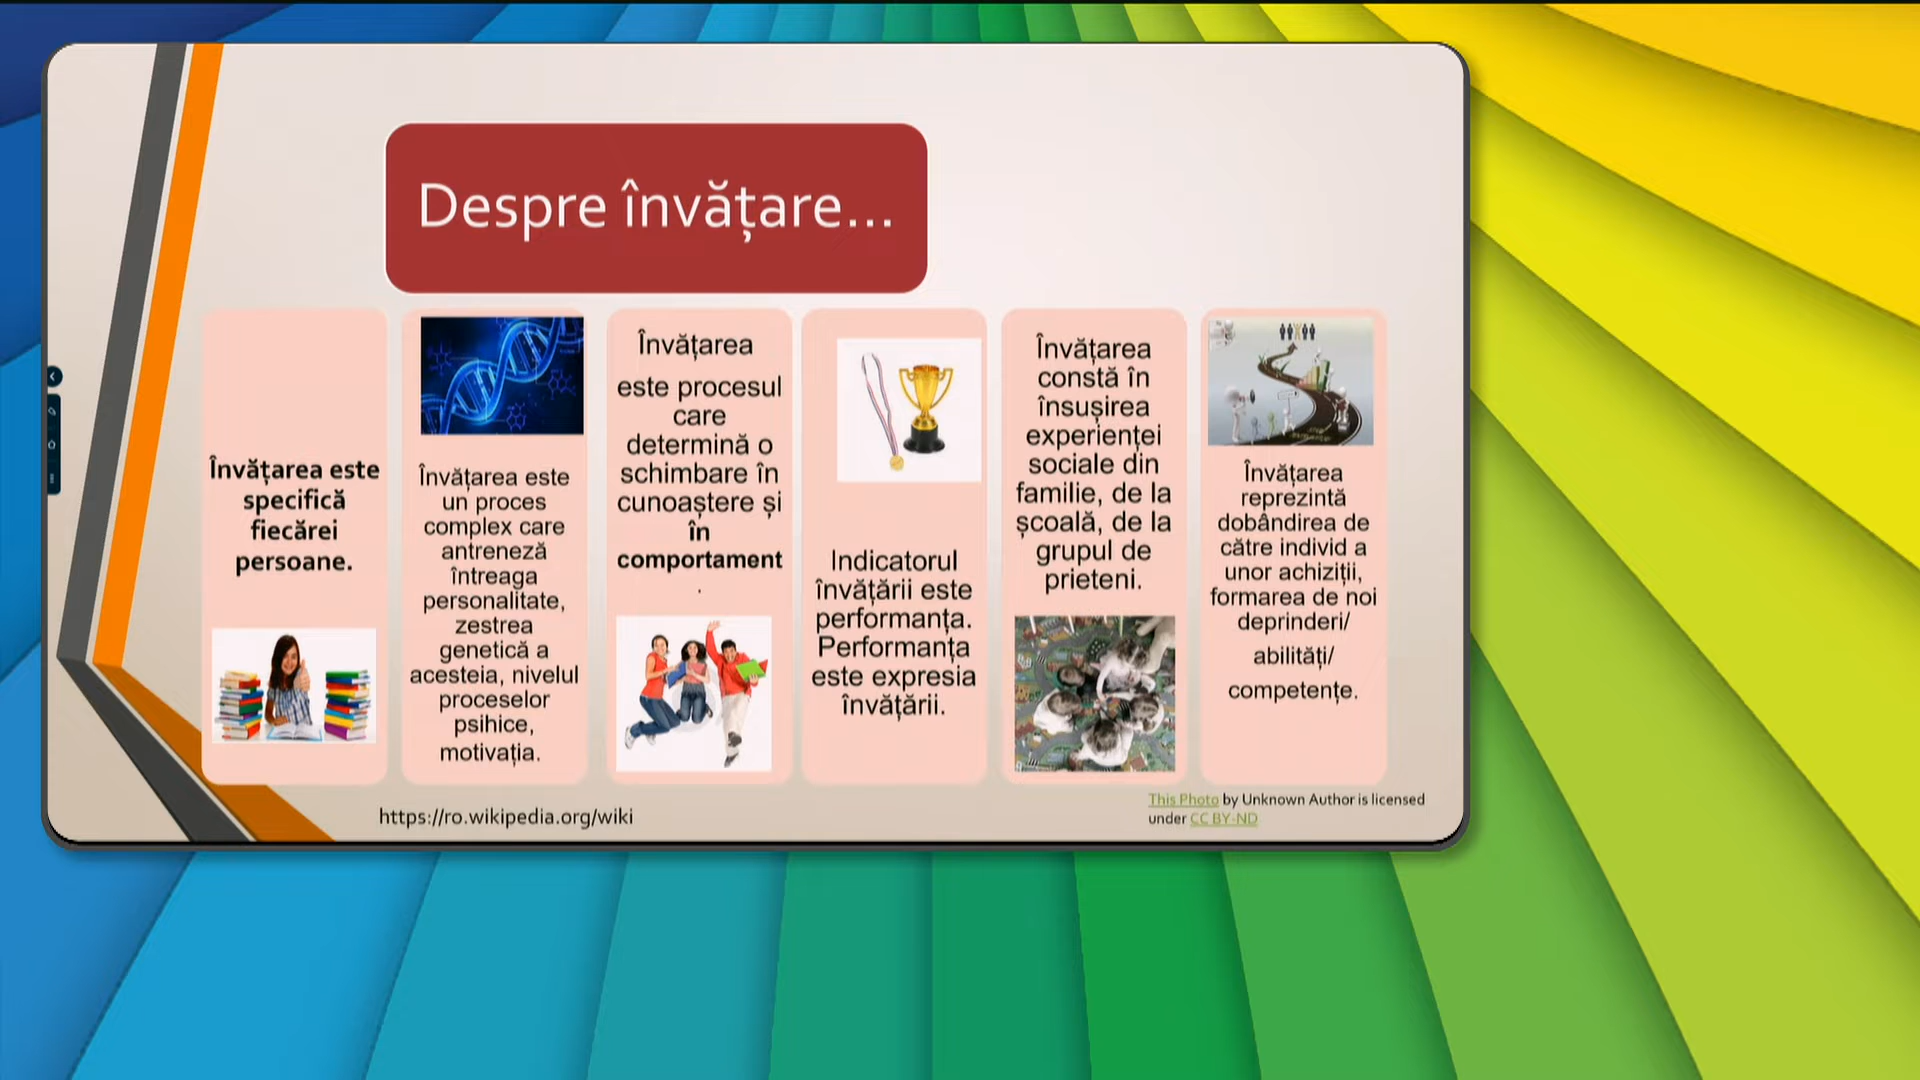 Despre învățare...
Învățarea este
specifică
fiecărei
persoane.
Învățarea este
un proces
complex care
antreneză
întreaga
personalitate,
zestrea
genetică a
acesteia, nivelul
proceselor
psihice,
motivația.
Învățarea
este procesul
care
determină o
schimbare în
cunoaștere și
în
comportament
.
Indicatorul
învățării este
performanța.
Performanța
este expresia
învățării.
Învățarea
constă în
însușirea
experienței
sociale din
familie, de la
școală, de la
grupul de
prieteni.
Învățarea
reprezintă
dobândirea de
către individ a
unor achiziții,
formarea de noi
deprinderi/
abilități/
competențe.
https://ro.wikipedia.org/wiki
This Photo by Unknown Author is licensed
under CC BY-ND